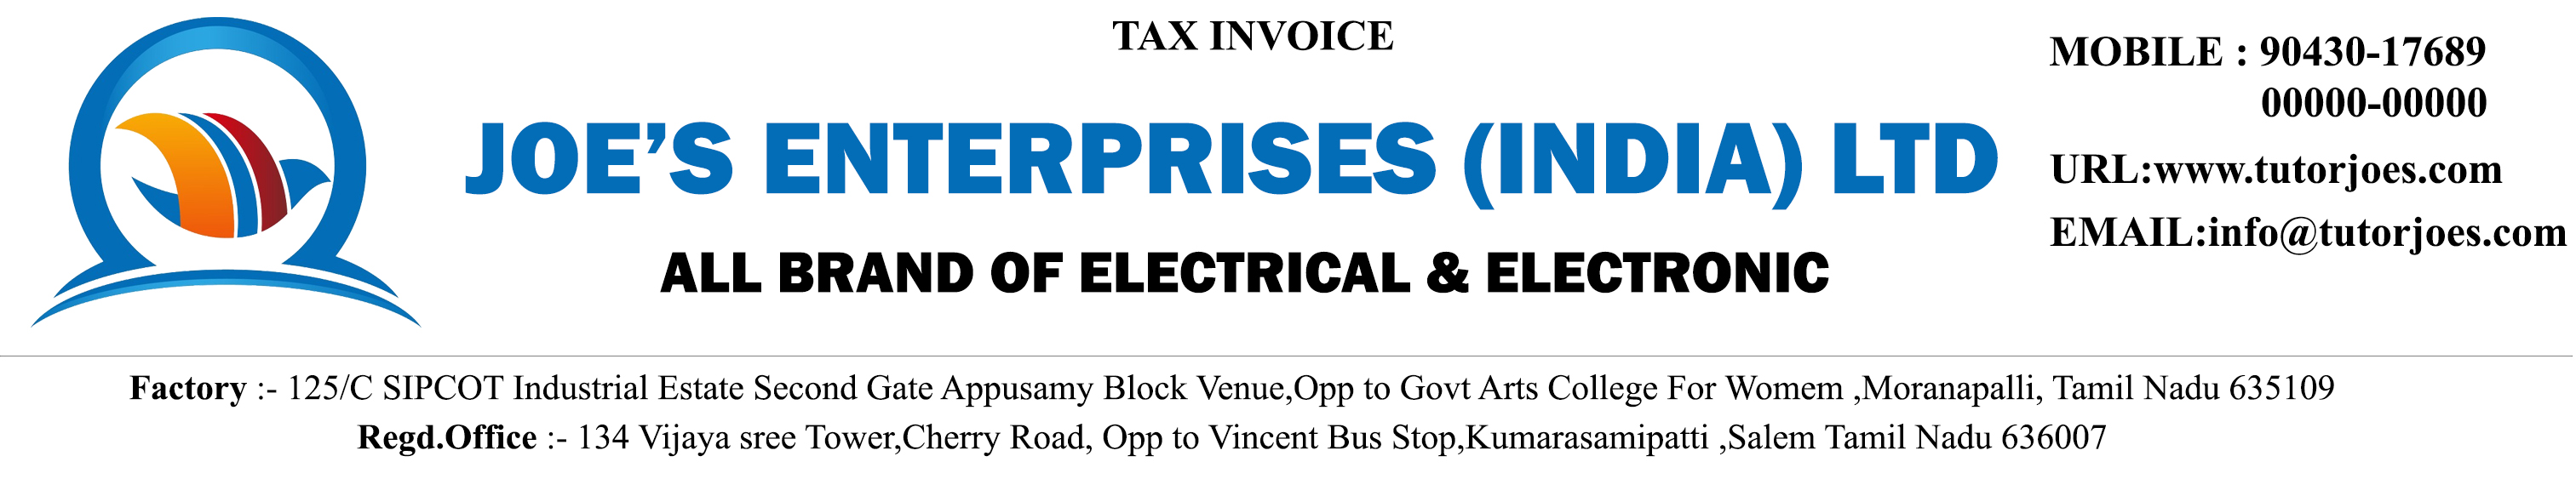 TAX INVOICE
JOE’S ENTERPRISES (INDIA) LTD
ALL BRAND OF ELECTRICAL & ELECTRONIC
MOBILE : 90430-17689
00000-00000
URL:www.tutorjoes.com
EMAIL:info@tutorjoes.com
Factory :- 125/C SIPCOT Industrial Estate Second Gate Appusamy Block Venue,Opp to Govt Arts College For Womem ,Moranapalli, Tamil Nadu 635109
Regd.Office :- 134 Vijaya sree Tower,Cherry Road, Opp to Vincent Bus Stop,Kumarasamipatti ,Salem Tamil Nadu 636007